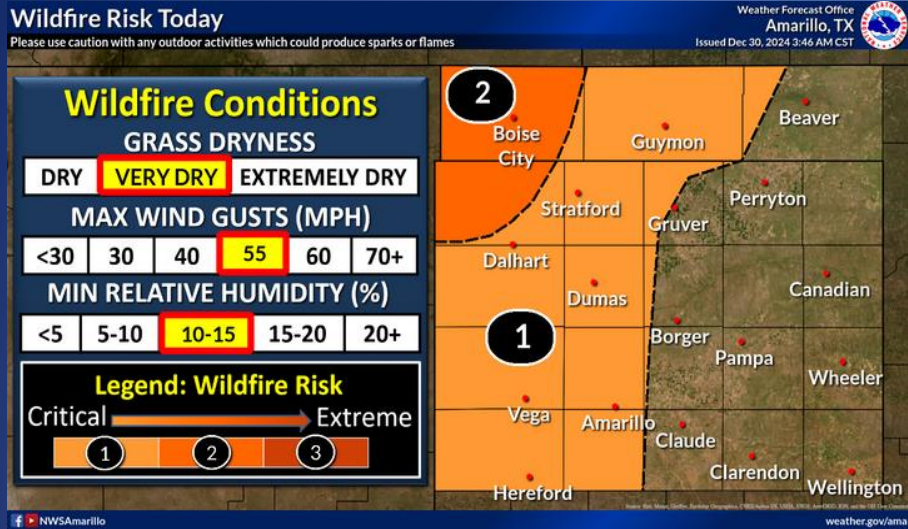 Wildfire Risk Today
Please use caution with any outdoor activities which could produce sparks or flames
Weather Forecast Office
Amarillo, TX
Issued Dec 30, 2024 3:46 AM CST
Wildfire Conditions
GRASS DRYNESS
DRY VERY DRY EXTREMELY DRY
MAX WIND GUSTS (MPH)
<30 30 40 55 60 70+
MIN RELATIVE HUMIDITY (%)
<5 5-10 10-15 15-20 20+
Legend: Wildfire Risk
Critical Extreme
1 2 3
2
Boise
City
Guymon
Beaver
Stratford
Gruver
Perryton
Dalhart
Dumas
Canadian
1
Borger
Pampa
Wheeler
Vega
Amarillo
Claude
Clarendon
Hereford
Wellington
NWSAmarillo
weather.gov/ama